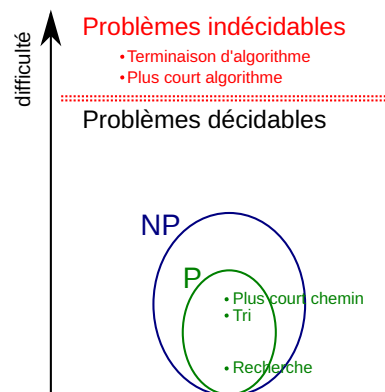 difficulté
Problèmes indécidables
•Terminaison d'algorithme
•Plus court algorithme
Problèmes décidables
NP
P
•Plus court chemin
•Tri
•Recherche